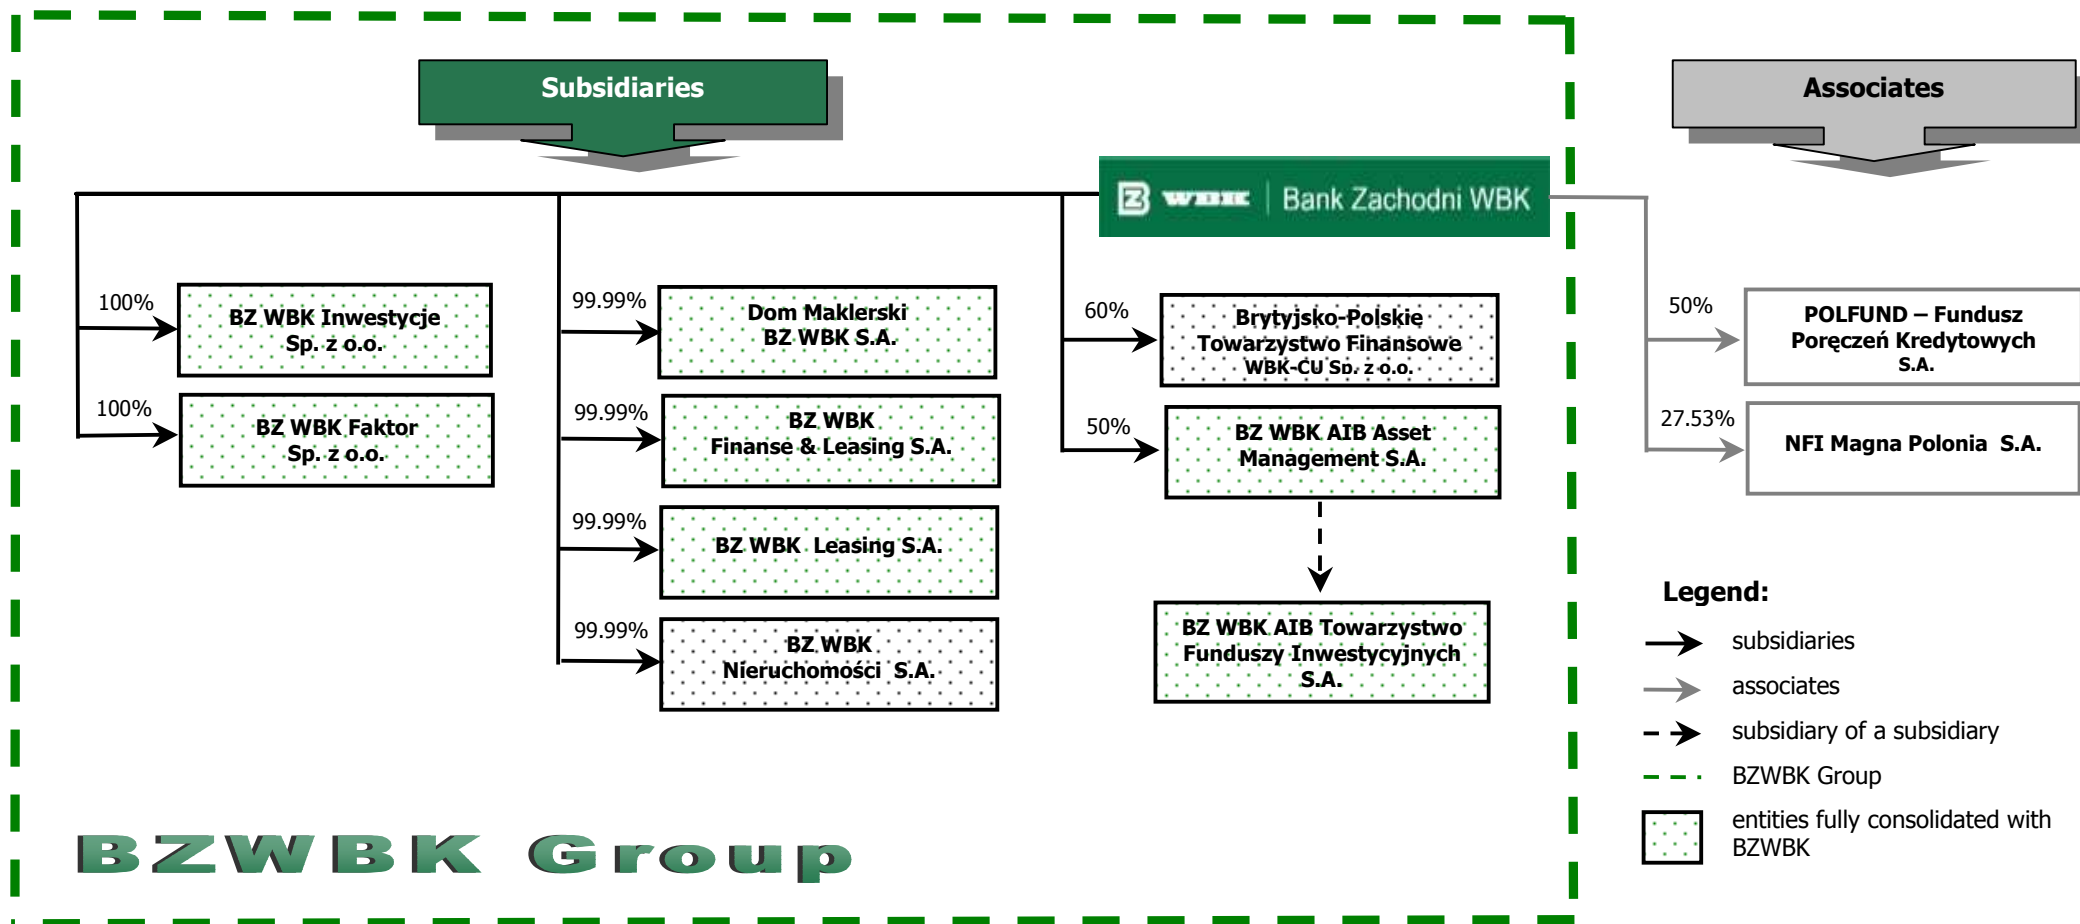 Subsidiaries
Associates
Z WBK | Bank Zachodni WBK
100%
BZ WBK Inwestycje
Sp. z o.o.
100%
BZ WBK Faktor
Sp. z o.o.
99.99%
Dom Maklerski
BZ WBK S.A.
99.99%
BZ WBK
Finanse & Leasing S.A.
99.99%
BZ WBK Leasing S.A.
99.99%
BZ WBK
Nieruchomości S.A.
60%
Brytyjsko-Polskie
Towarzystwo Finansowe
WBK-CU Sp. z o.o.
50%
BZ WBK AIB Asset
Management S.A.
BZ WBK AIB Towarzystwo
Funduszy Inwestycyjnych
S.A.
50%
POLFUND – Fundusz
Poręczeń Kredytowych
S.A.
27.53%
NFI Magna Polonia S.A.
Legend:
subsidiaries
associates
subsidiary of a subsidiary
BZWBK Group
entities fully consolidated with
BZWBK
BZWBK Group